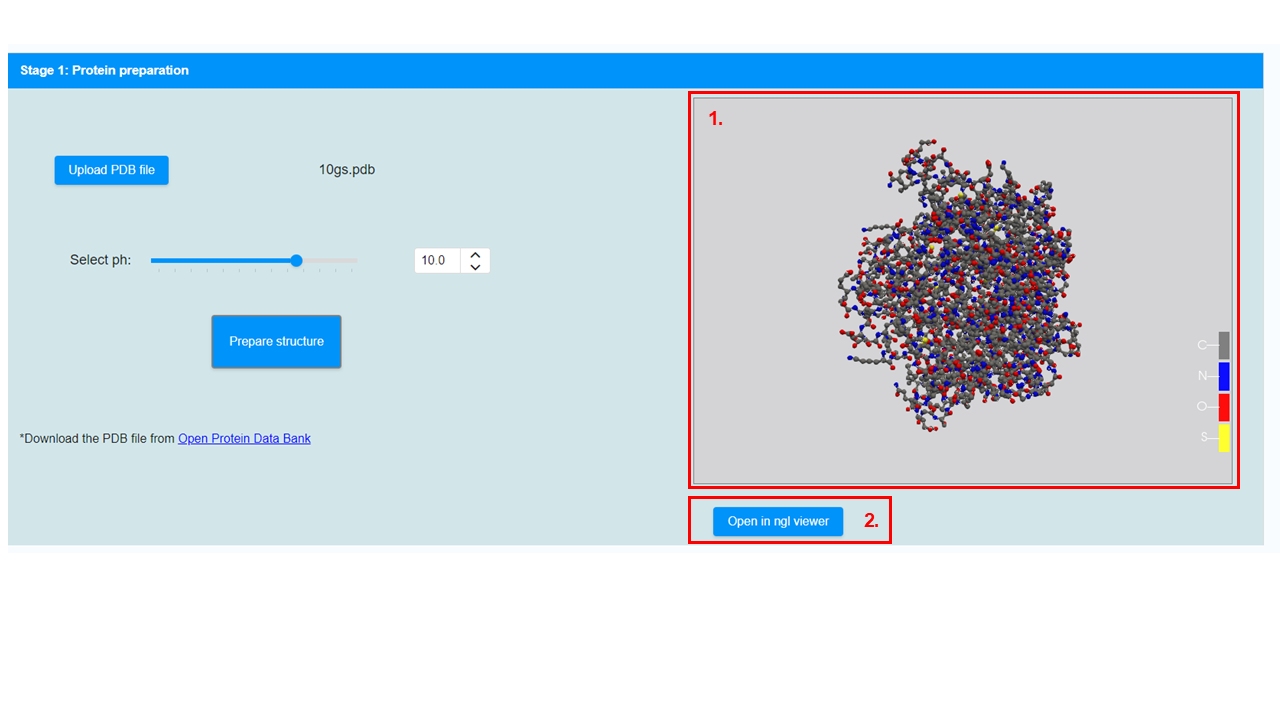 Stage 1: Protein preparation
1.
Upload PDB file
10gs.pdb
Select ph:
10.0
Prepare structure
C
N
O
S
*Download the PDB file from Open Protein Data Bank
Open in ngl viewer
2.